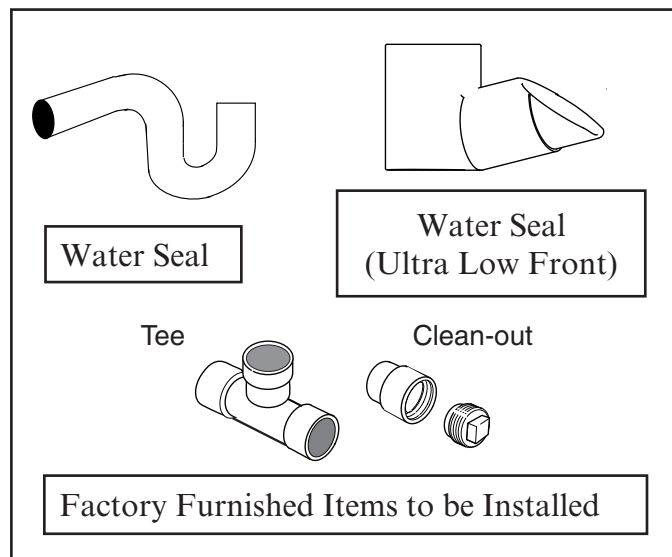 Water Seal
Water Seal
(Ultra Low Front)
Tee
Clean-out
Factory Furnished Items to be Installed